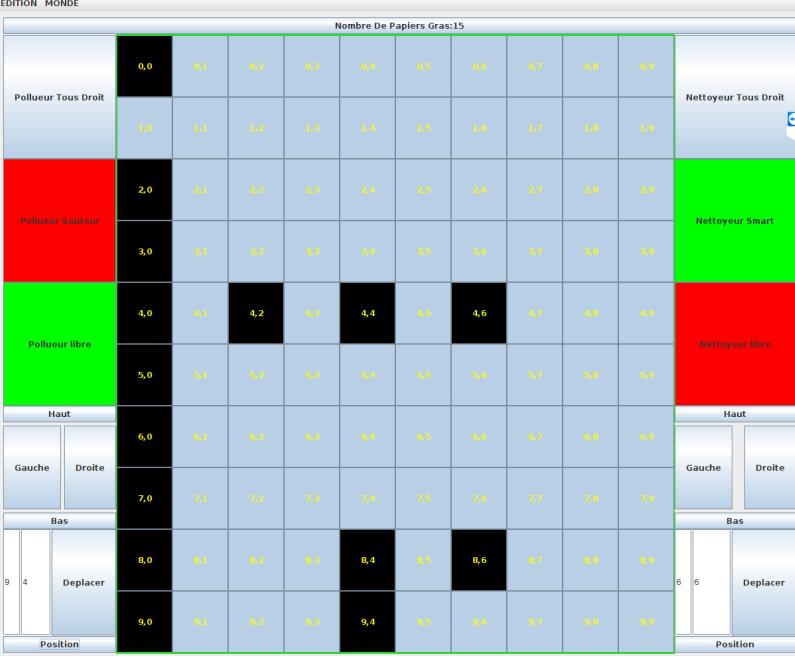 EDITION MONDE
Nombre De Papiers Gras:15
Pollueur Tous Droit
0,0 0,1 0,2 0,3 0,4 0,5 0,6 0,7 0,8 0,9
Nettoyeur Tous Droit
1,0 1,1 1,2 1,3 1,4 1,5 1,6 1,7 1,8 1,9
Pollueur Sauteur
2,0 2,1 2,2 2,3 2,4 2,5 2,6 2,7 2,8 2,9
Nettoyeur Smart
3,0 3,1 3,2 3,3 3,4 3,5 3,6 3,7 3,8 3,9
Pollueur libre
4,0 4,1 4,2 4,3 4,4 4,5 4,6 4,7 4,8 4,9
Nettoyeur libre
5,0 5,1 5,2 5,3 5,4 5,5 5,6 5,7 5,8 5,9
Haut
Haut
6,0 6,1 6,2 6,3 6,4 6,5 6,6 6,7 6,8 6,9
Gauche Droite
Gauche Droite
7,0 7,1 7,2 7,3 7,4 7,5 7,6 7,7 7,8 7,9
Bas
Bas
8,0 8,1 8,2 8,3 8,4 8,5 8,6 8,7 8,8 8,9
9 4 Deplacer
6 6 Deplacer
9,0 9,1 9,2 9,3 9,4 9,5 9,6 9,7 9,8 9,9
Position
Position